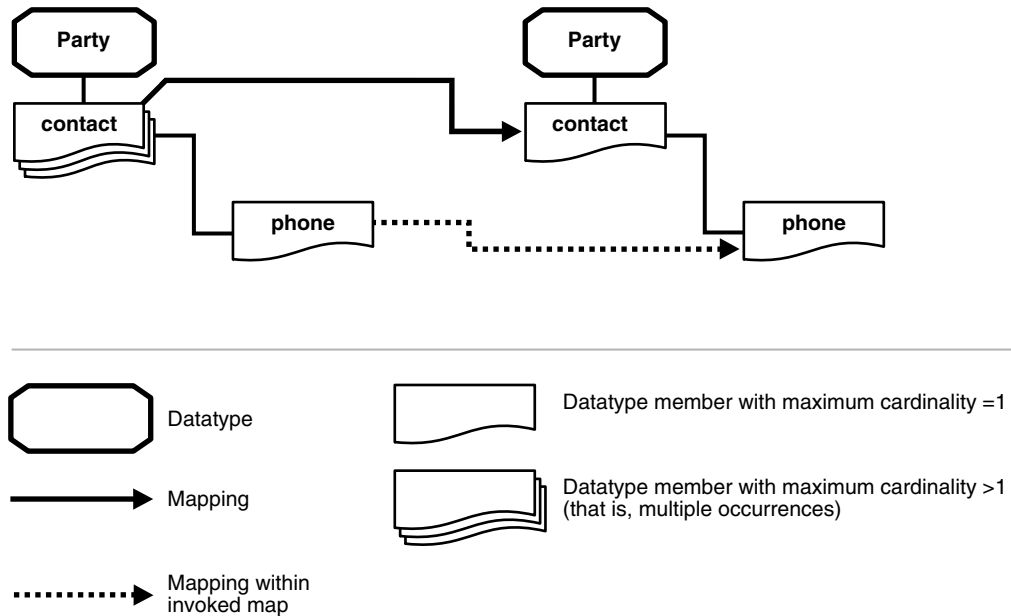 Party
Party
contact
contact
phone
phone
Datatype
Datatype member with maximum cardinality =1
Mapping
Datatype member with maximum cardinality >1
(that is, multiple occurrences)
Mapping within
invoked map